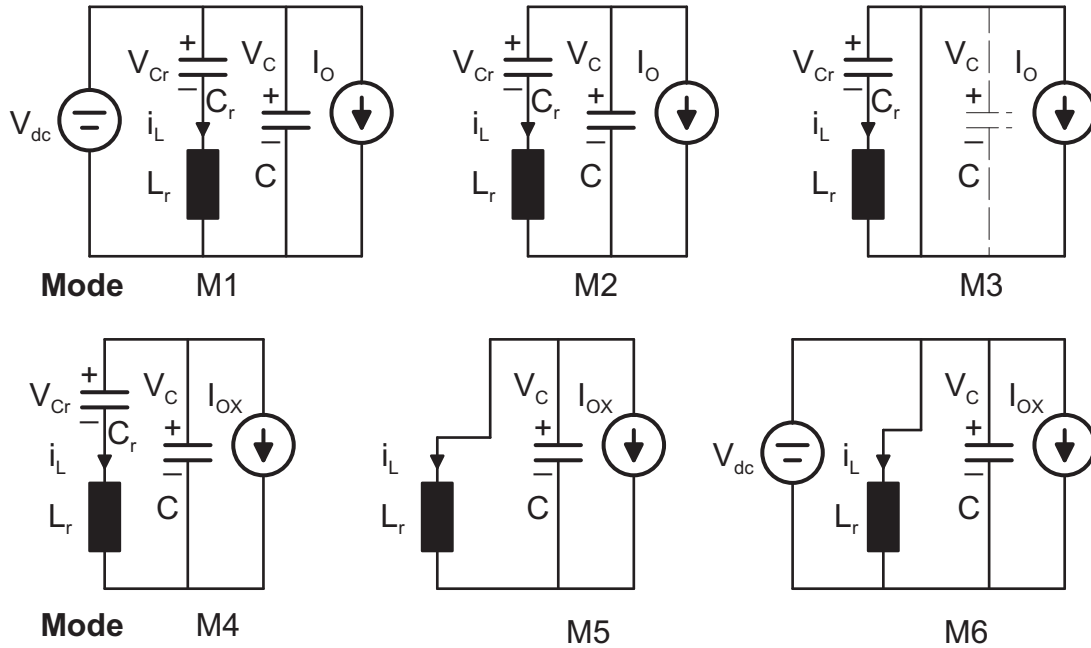 + V_Cr − C_r V_C + − C I_O V_dc i_L L_r
+ V_Cr − C_r V_C + − C I_O i_L L_r
+ V_Cr − C_r V_C + − C I_O i_L L_r
Mode M1 M2 M3
+ V_Cr − C_r V_C + − C I_OX i_L L_r
V_C + − C I_OX i_L L_r
V_C + − C I_OX V_dc i_L L_r
Mode M4 M5 M6